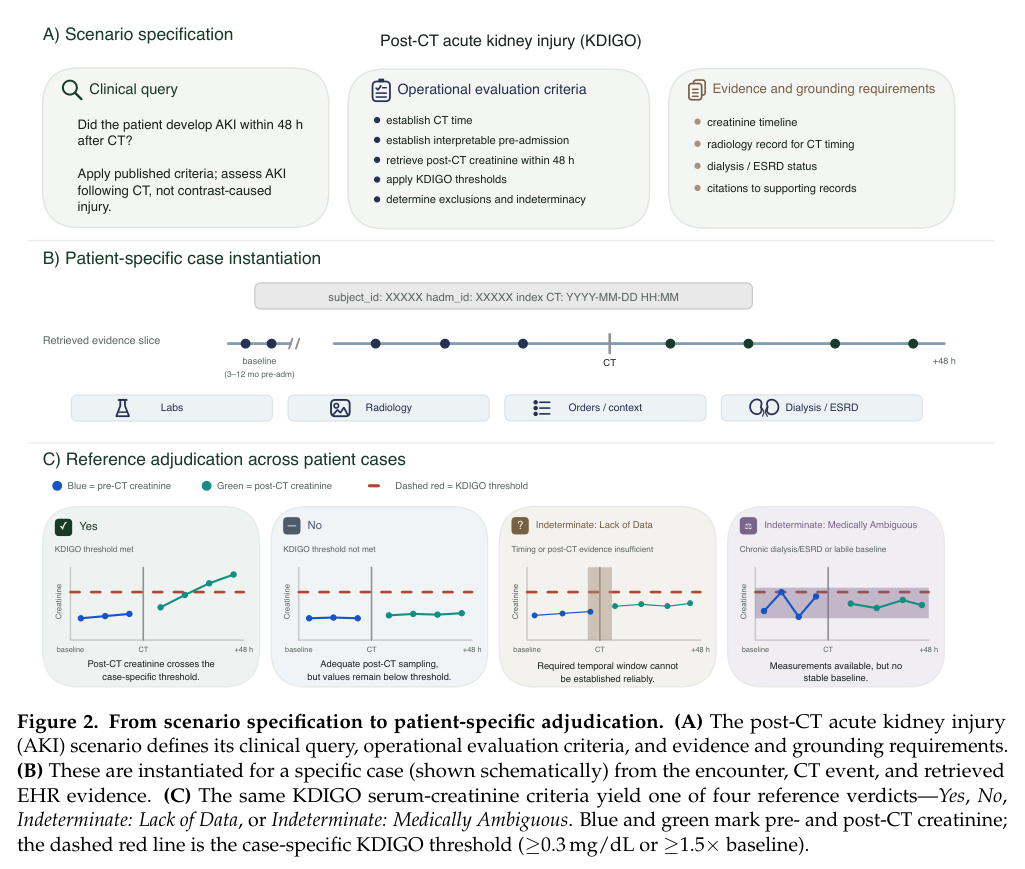 A) Scenario specification
Post-CT acute kidney injury (KDIGO)
Clinical query
Did the patient develop AKI within 48 h
after CT?
Apply published criteria; assess AKI
following CT, not contrast-caused
injury.
Operational evaluation criteria
establish CT time
establish interpretable pre-admission
retrieve post-CT creatinine within 48 h
apply KDIGO thresholds
determine exclusions and indeterminacy
Evidence and grounding requirements
creatinine timeline
radiology record for CT timing
dialysis / ESRD status
citations to supporting records
B) Patient-specific case instantiation
subject_id: XXXXX hadm_id: XXXXX index CT: YYYY-MM-DD HH:MM
Retrieved evidence slice
baseline
(3–12 mo pre-adm)
CT
+48 h
Labs
Radiology
Orders / context
Dialysis / ESRD
C) Reference adjudication across patient cases
Blue = pre-CT creatinine
Green = post-CT creatinine
Dashed red = KDIGO threshold
Yes
KDIGO threshold met
Creatinine
baseline
CT
+48 h
Post-CT creatinine crosses the
case-specific threshold.
No
KDIGO threshold not met
Creatinine
baseline
CT
+48 h
Adequate post-CT sampling,
but values remain below threshold.
?
Indeterminate: Lack of Data
Timing or post-CT evidence insufficient
Creatinine
baseline
CT
+48 h
Required temporal window cannot
be established reliably.
Indeterminate: Medically Ambiguous
Chronic dialysis/ESRD or labile baseline
Creatinine
baseline
CT
+48 h
Measurements available, but no
stable baseline.
Figure 2. From scenario specification to patient-specific adjudication. (A) The post-CT acute kidney injury
(AKI) scenario defines its clinical query, operational evaluation criteria, and evidence and grounding requirements.
(B) These are instantiated for a specific case (shown schematically) from the encounter, CT event, and retrieved
EHR evidence. (C) The same KDIGO serum-creatinine criteria yield one of four reference verdicts—Yes, No,
Indeterminate: Lack of Data, or Indeterminate: Medically Ambiguous. Blue and green mark pre- and post-CT creatinine;
the dashed red line is the case-specific KDIGO threshold (≥0.3 mg/dL or ≥1.5× baseline).